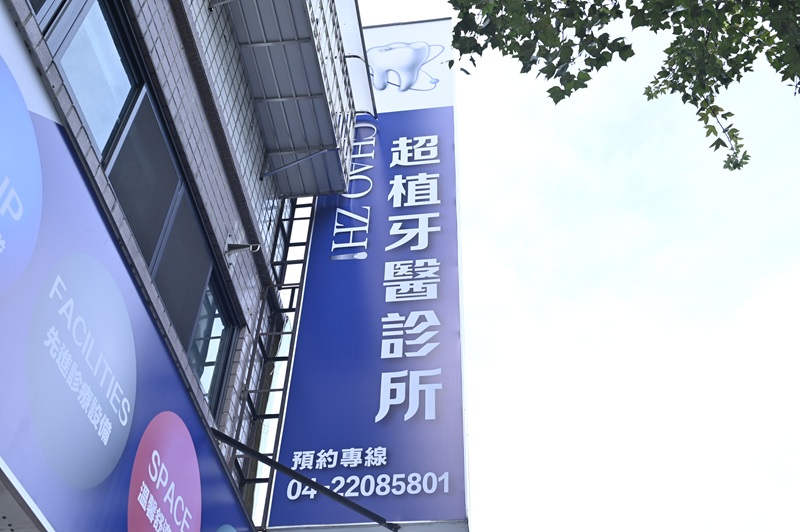 超植牙醫診所
CHAO ZHI
預約專線
04-22085801
FACILITIES
先進診療設備
SPACE